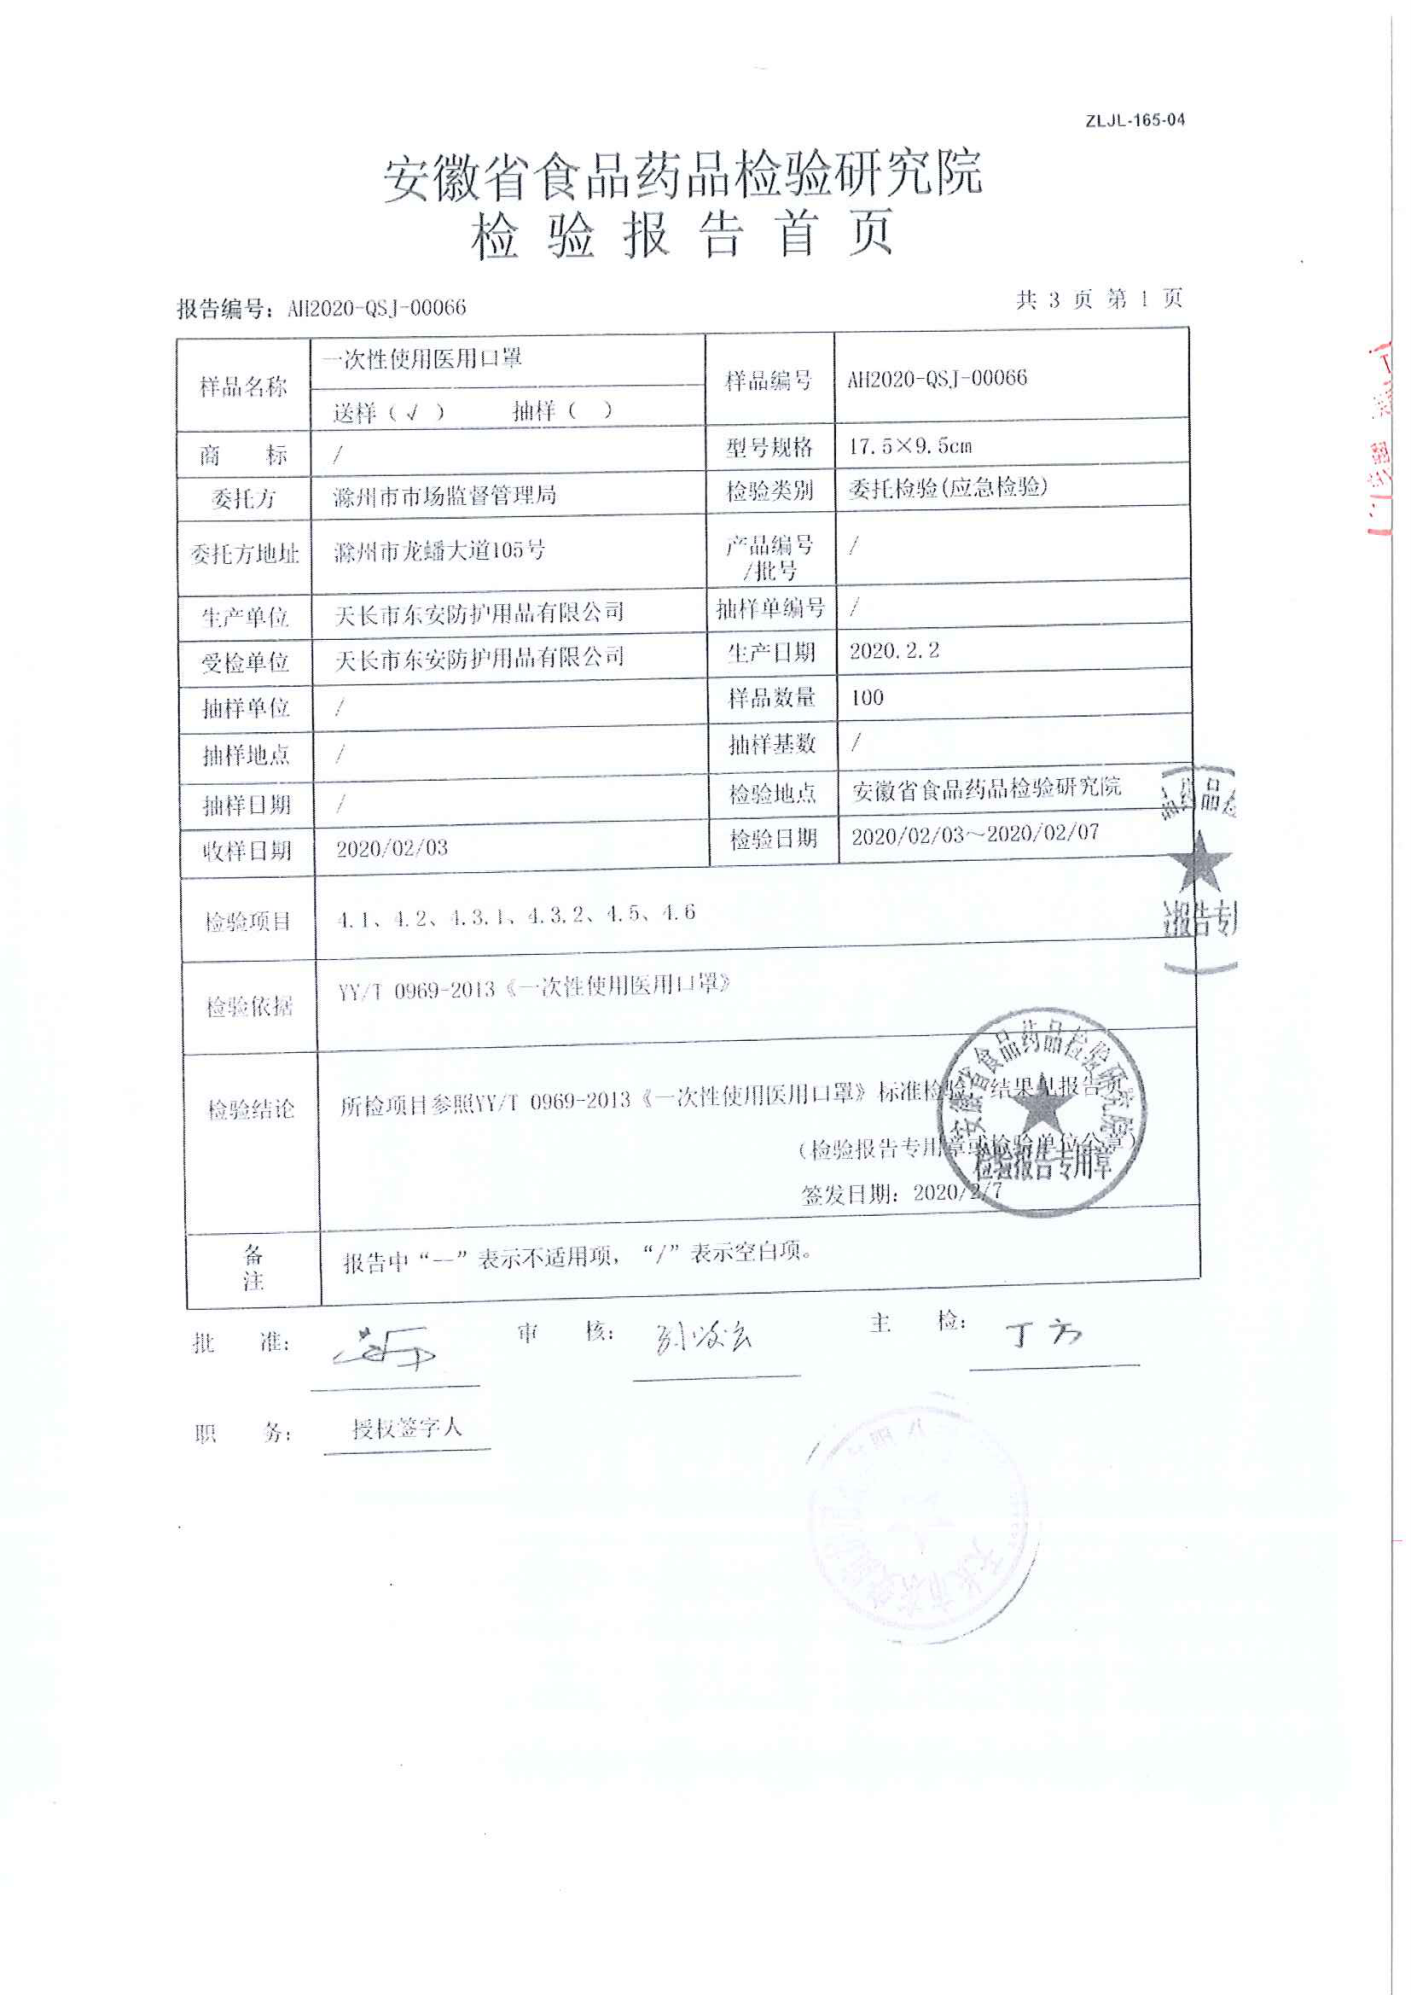 ZLJL-165-04
安徽省食品药品检验研究院
检验报告首页
报告编号：AH2020-QSJ-00066
共 3 页 第 1 页
样品名称
一次性使用医用口罩
送样（√）　抽样（　）
样品编号
AH2020-QSJ-00066
商　标
/
型号规格
17.5×9.5cm
委托方
滁州市市场监督管理局
检验类别
委托检验(应急检验)
委托方地址
滁州市龙蟠大道105号
产品编号
/批号
/
生产单位
天长市东安防护用品有限公司
抽样单编号
/
受检单位
天长市东安防护用品有限公司
生产日期
2020.2.2
抽样单位
/
样品数量
100
抽样地点
/
抽样基数
/
抽样日期
/
检验地点
安徽省食品药品检验研究院
收样日期
2020/02/03
检验日期
2020/02/03～2020/02/07
检验项目
4.1、4.2、4.3.1、4.3.2、4.5、4.6
检验依据
YY/T 0969-2013《一次性使用医用口罩》
检验结论
所检项目参照YY/T 0969-2013《一次性使用医用口罩》标准检验，结果见报告页
（检验报告专用章或检验单位公章）
签发日期：2020/2/7
安徽省食品药品检验研究院
检验报告专用章
品药品检
报告专
备
注
报告中“—”表示不适用项，“/”表示空白项。
批　准：
审　核：
主　检：
丁方
职　务：
授权签字人